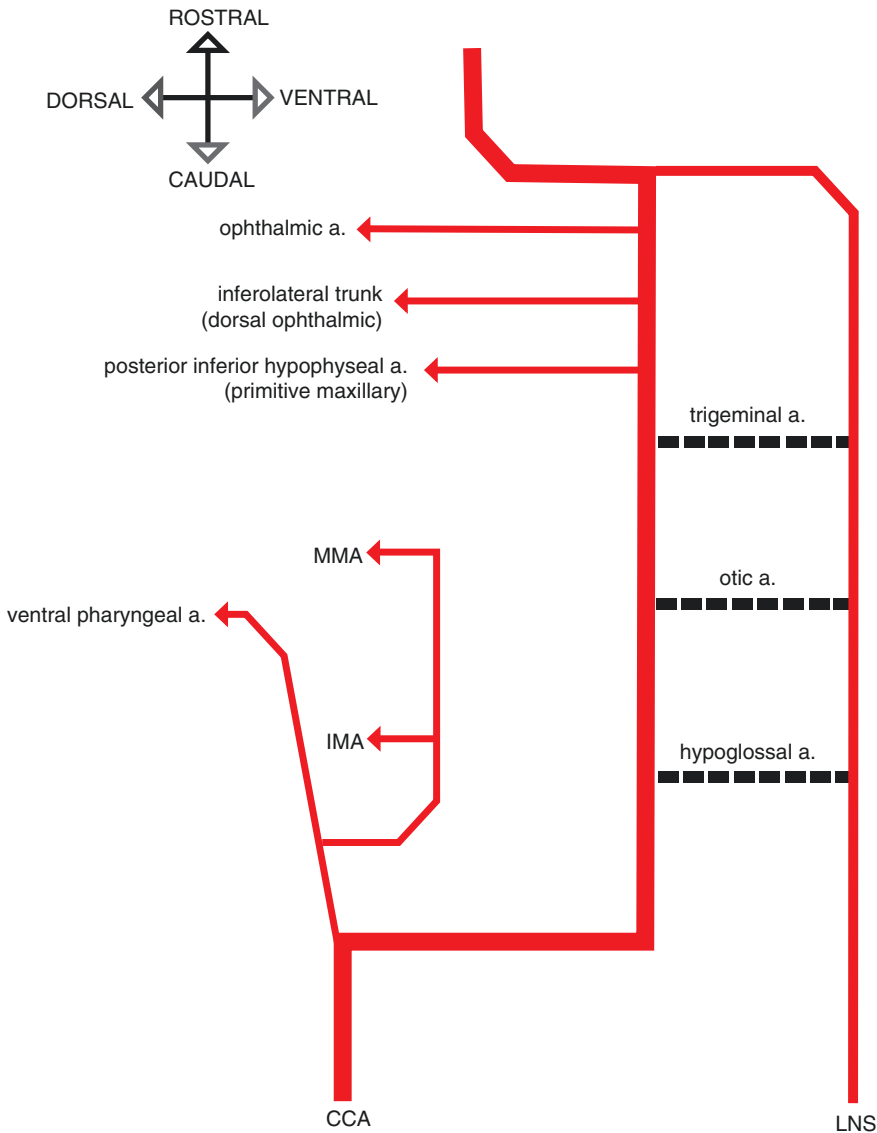 ROSTRAL
DORSAL
VENTRAL
CAUDAL
ophthalmic a.
inferolateral trunk
(dorsal ophthalmic)
posterior inferior hypophyseal a.
(primitive maxillary)
trigeminal a.
MMA
otic a.
ventral pharyngeal a.
IMA
hypoglossal a.
CCA
LNS